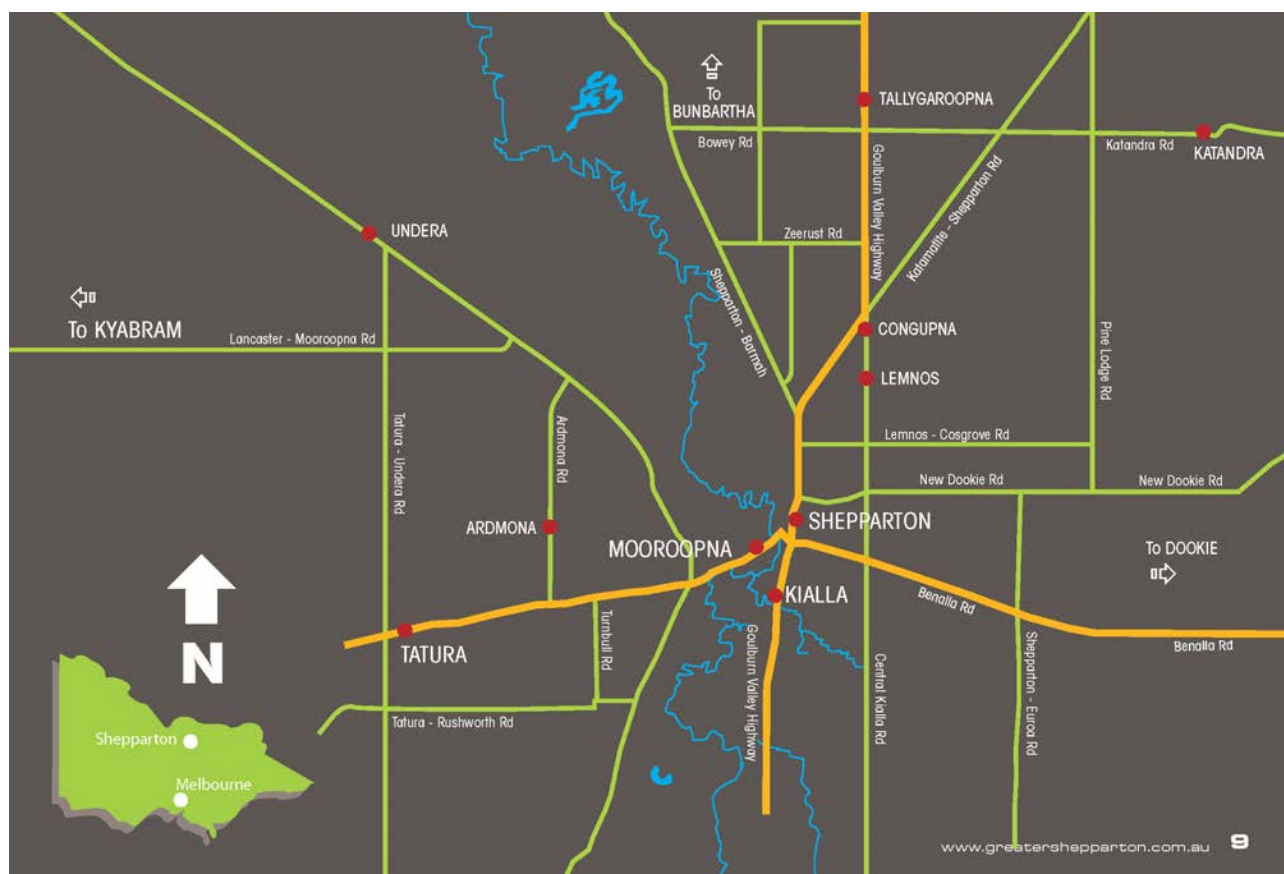 To
BUNBARTHA
TALLYGAROOPNA
Bowey Rd
Katandra Rd
KATANDRA
Goulburn Valley Highway
Katamatite - Shepparton Rd
UNDERA
Zeerust Rd
Shepparton - Barmah
To KYABRAM
Lancaster - Mooroopna Rd
CONGUPNA
Pine Lodge Rd
LEMNOS
Tatura - Undera Rd
Ardmona Rd
Lemnos - Cosgrove Rd
New Dookie Rd
New Dookie Rd
ARDMONA
SHEPPARTON
MOOROOPNA
To DOOKIE
KIALLA
Benalla Rd
TATURA
Turnbull Rd
Goulburn Valley Highway
Central Kialla Rd
Shepparton - Euroa Rd
Benalla Rd
N
Tatura - Rushworth Rd
Shepparton
Melbourne
www.greatershepparton.com.au 9